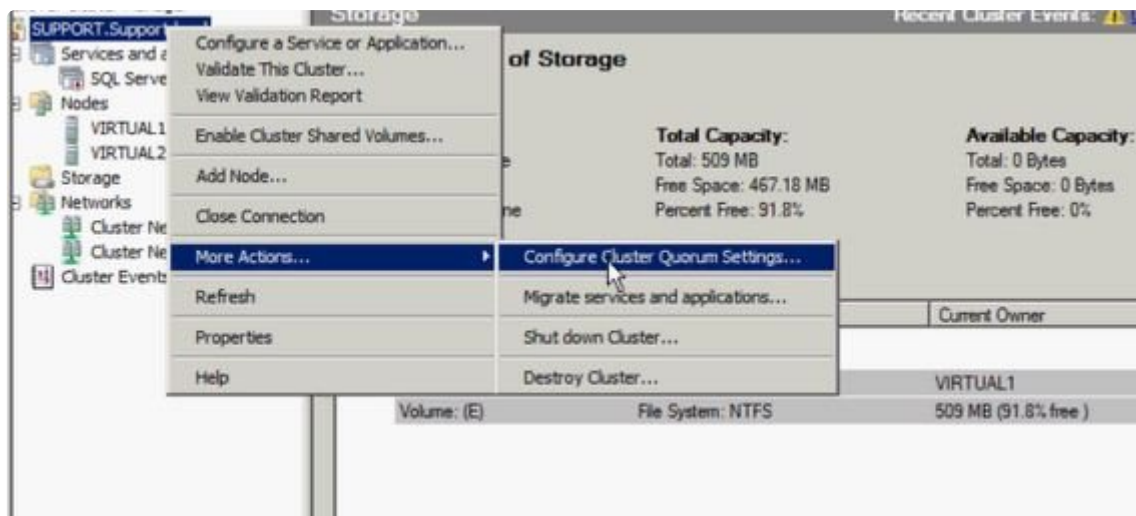 Storage
Recent Cluster Events:
SUPPORT.Support
Services and a
SQL Serve
Nodes
VIRTUAL1
VIRTUAL2
Storage
Networks
Cluster Ne
Cluster Ne
Cluster Events
Configure a Service or Application...
Validate This Cluster...
View Validation Report
Enable Cluster Shared Volumes...
Add Node...
Close Connection
More Actions...
Refresh
Properties
Help
Configure Cluster Quorum Settings...
Migrate services and applications...
Shut down Cluster...
Destroy Cluster...
of Storage
Total Capacity:
Total: 509 MB
Free Space: 467.18 MB
Percent Free: 91.8%
Available Capacity:
Total: 0 Bytes
Free Space: 0 Bytes
Percent Free: 0%
e
ne
Current Owner
VIRTUAL1
Volume: (E) File System: NTFS 509 MB (91.8% free )